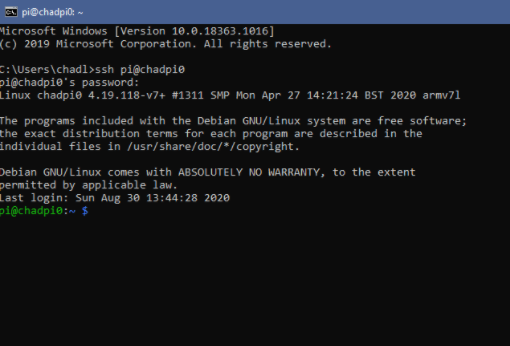 pi@chadpi0: ~
Microsoft Windows [Version 10.0.18363.1016]
(c) 2019 Microsoft Corporation. All rights reserved.
C:\Users\chadl>ssh pi@chadpi0
pi@chadpi0's password:
Linux chadpi0 4.19.118-v7+ #1311 SMP Mon Apr 27 14:21:24 BST 2020 armv7l
The programs included with the Debian GNU/Linux system are free software;
the exact distribution terms for each program are described in the
individual files in /usr/share/doc/*/copyright.
Debian GNU/Linux comes with ABSOLUTELY NO WARRANTY, to the extent
permitted by applicable law.
Last login: Sun Aug 30 13:44:28 2020
pi@chadpi0:~ $